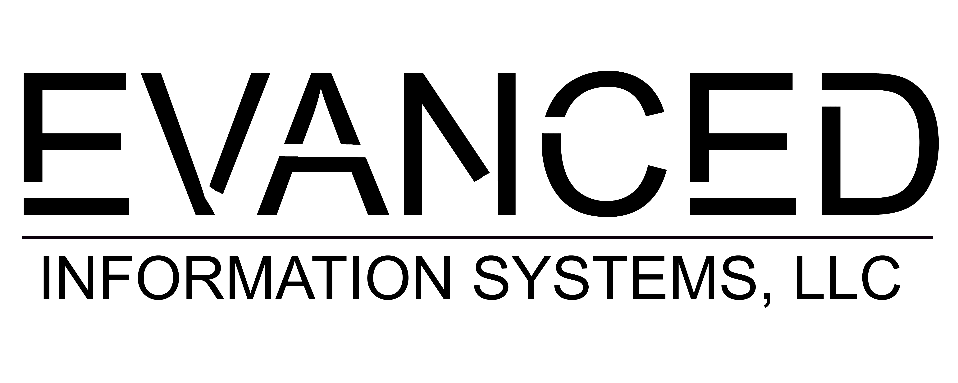 EVANCED
INFORMATION SYSTEMS, LLC